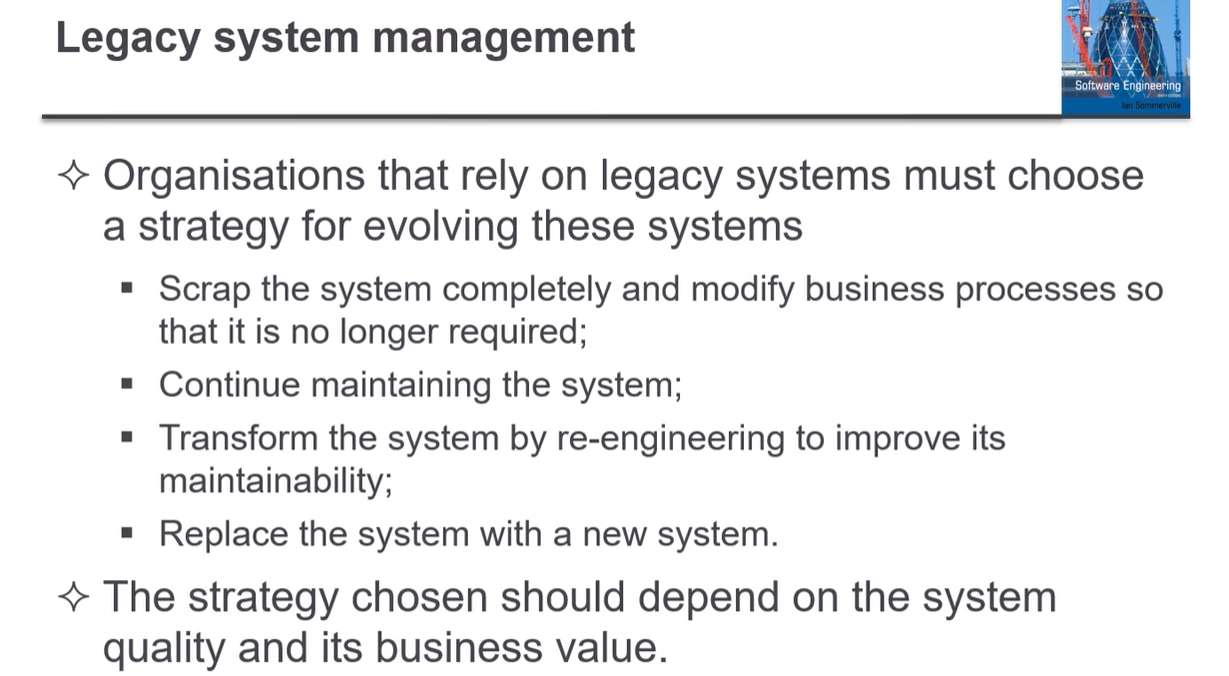 Legacy system management
Software Engineering
Ian Sommerville
✧ Organisations that rely on legacy systems must choose
a strategy for evolving these systems
▪ Scrap the system completely and modify business processes so
that it is no longer required;
▪ Continue maintaining the system;
▪ Transform the system by re-engineering to improve its
maintainability;
▪ Replace the system with a new system.
✧ The strategy chosen should depend on the system
quality and its business value.